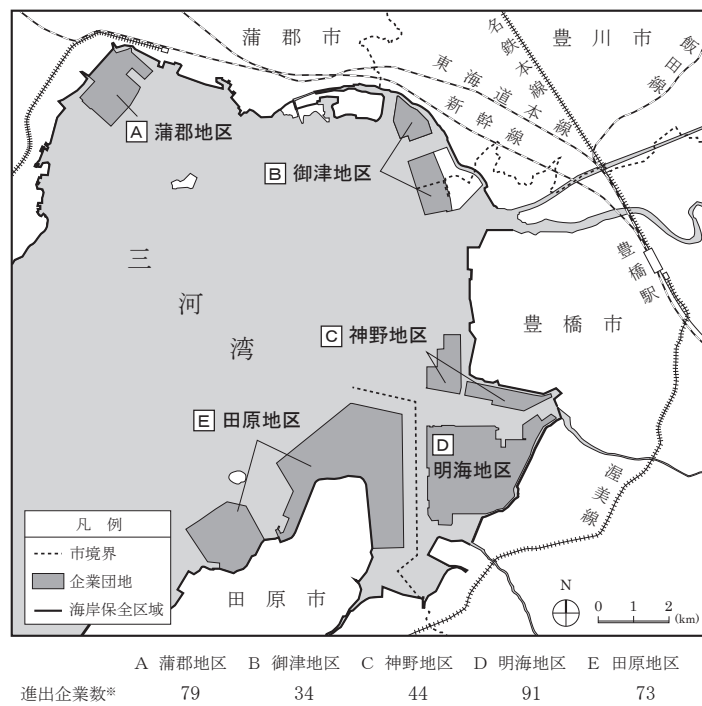 蒲郡市
豊川市
名鉄本線
飯田線
東海道本線
新幹線
A 蒲郡地区
B 御津地区
三河湾
豊橋駅
豊橋市
C 神野地区
E 田原地区
D
明海地区
渥美線
凡 例
市境界
企業団地
海岸保全区域
田原市
N
0 1 2
(km)
A 蒲郡地区 B 御津地区 C 神野地区 D 明海地区 E 田原地区
進出企業数※ 79 34 44 91 73